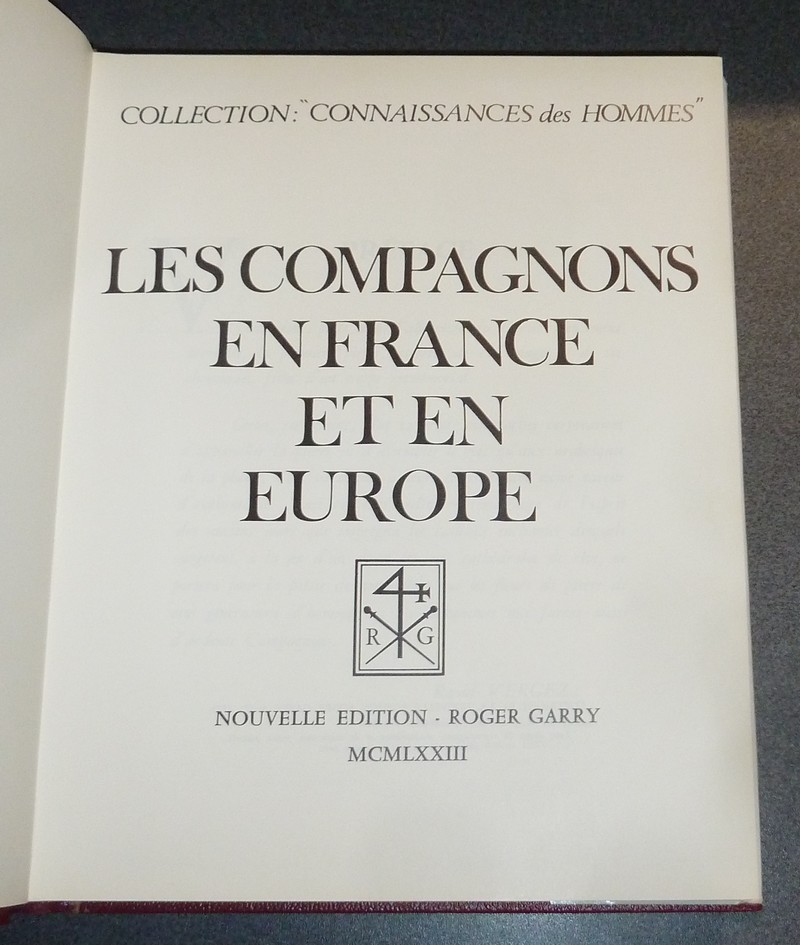 COLLECTION: "CONNAISSANCES des HOMMES"
LES COMPAGNONS
EN FRANCE
ET EN
EUROPE
4
R G
NOUVELLE EDITION - ROGER GARRY
MCMLXXIII